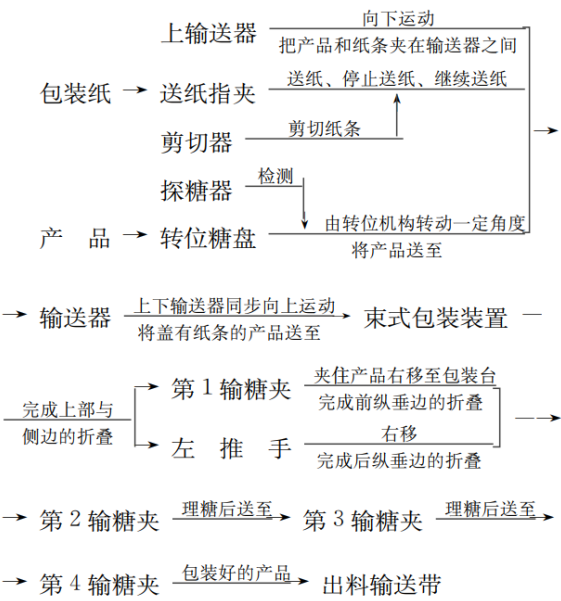 上输送器 向下运动
把产品和纸条夹在输送器之间
包装纸 送纸指夹 送纸、停止送纸、继续送纸
剪切器 剪切纸条
探糖器 检测
产 品 转位糖盘 由转位机构转动一定角度
将产品送至
输送器 上下输送器同步向上运动 束式包装装置
将盖有纸条的产品送至
完成上部与
侧边的折叠
第1输糖夹 夹住产品右移至包装台
完成前纵垂边的折叠
左 推 手 右移
完成后纵垂边的折叠
第2输糖夹 理糖后送至 第3输糖夹 理糖后送至
第4输糖夹 包装好的产品 出料输送带